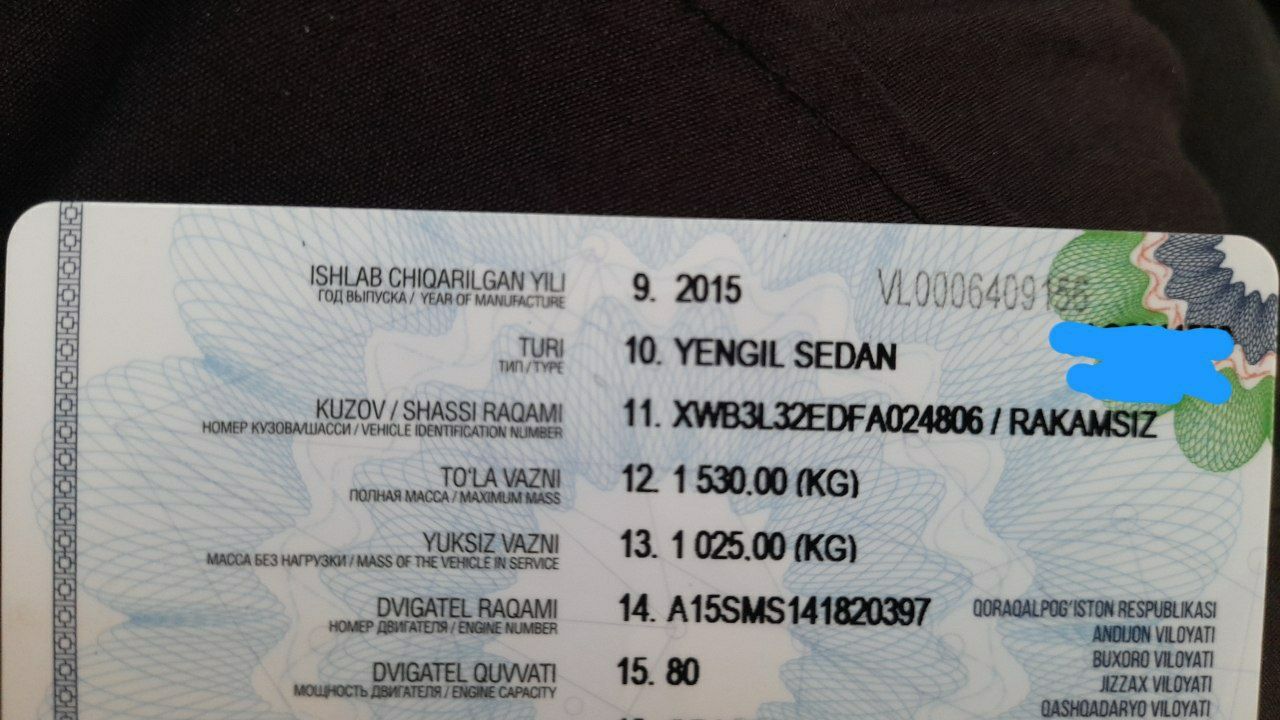 ISHLAB CHIQARILGAN YILI 9. 2015 VL0006409156
ГОД ВЫПУСКА / YEAR OF MANUFACTURE
TURI 10. YENGIL SEDAN
ТИП / TYPE
KUZOV / SHASSI RAQAMI 11. XWB3L32EDFA024806 / RAKAMSIZ
НОМЕР КУЗОВА/ШАССИ / VEHICLE IDENTIFICATION NUMBER
TO'LA VAZNI 12. 1 530.00 (KG)
ПОЛНАЯ МАССА / MAXIMUM MASS
YUKSIZ VAZNI 13. 1 025.00 (KG)
МАССА БЕЗ НАГРУЗКИ / MASS OF THE VEHICLE IN SERVICE
DVIGATEL RAQAMI 14. A15SMS141820397
НОМЕР ДВИГАТЕЛЯ / ENGINE NUMBER
DVIGATEL QUVVATI 15. 80
МОЩНОСТЬ ДВИГАТЕЛЯ / ENGINE CAPACITY
QORAQALPOG'ISTON RESPUBLIKASI
ANDIJON VILOYATI
BUXORO VILOYATI
JIZZAX VILOYATI
QASHQADARYO VILOYATI